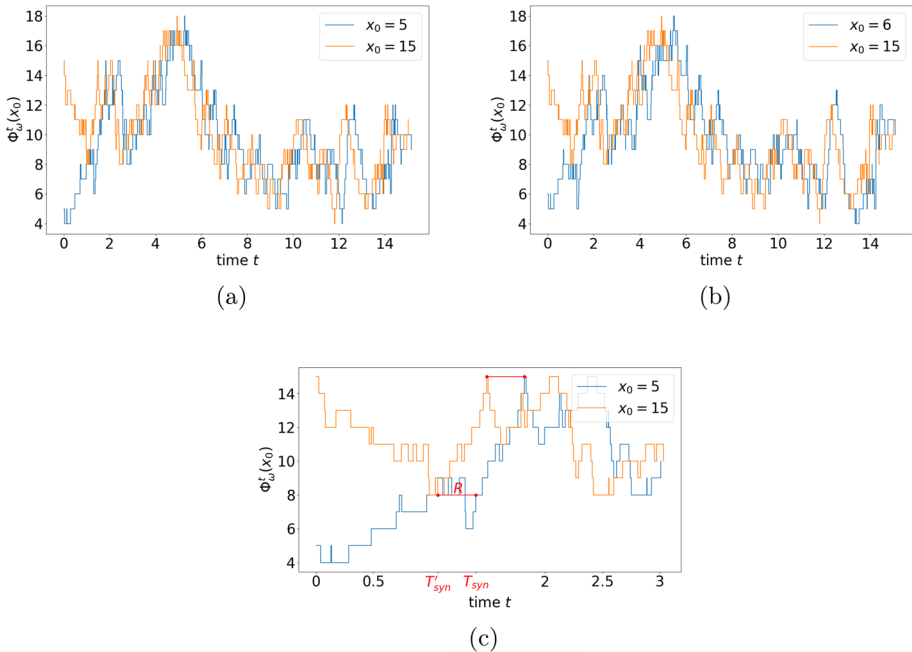 18
16
14
12
10
8
6
4
Φ_ω^t(x_0)
x_0 = 5
x_0 = 15
0 2 4 6 8 10 12 14
time t
(a)
18
16
14
12
10
8
6
4
Φ_ω^t(x_0)
x_0 = 6
x_0 = 15
0 2 4 6 8 10 12 14
time t
(b)
14
12
10
8
6
4
Φ_ω^t(x_0)
x_0 = 5
x_0 = 15
R
0 0.5 T'_syn T_syn 2 2.5 3
time t
(c)